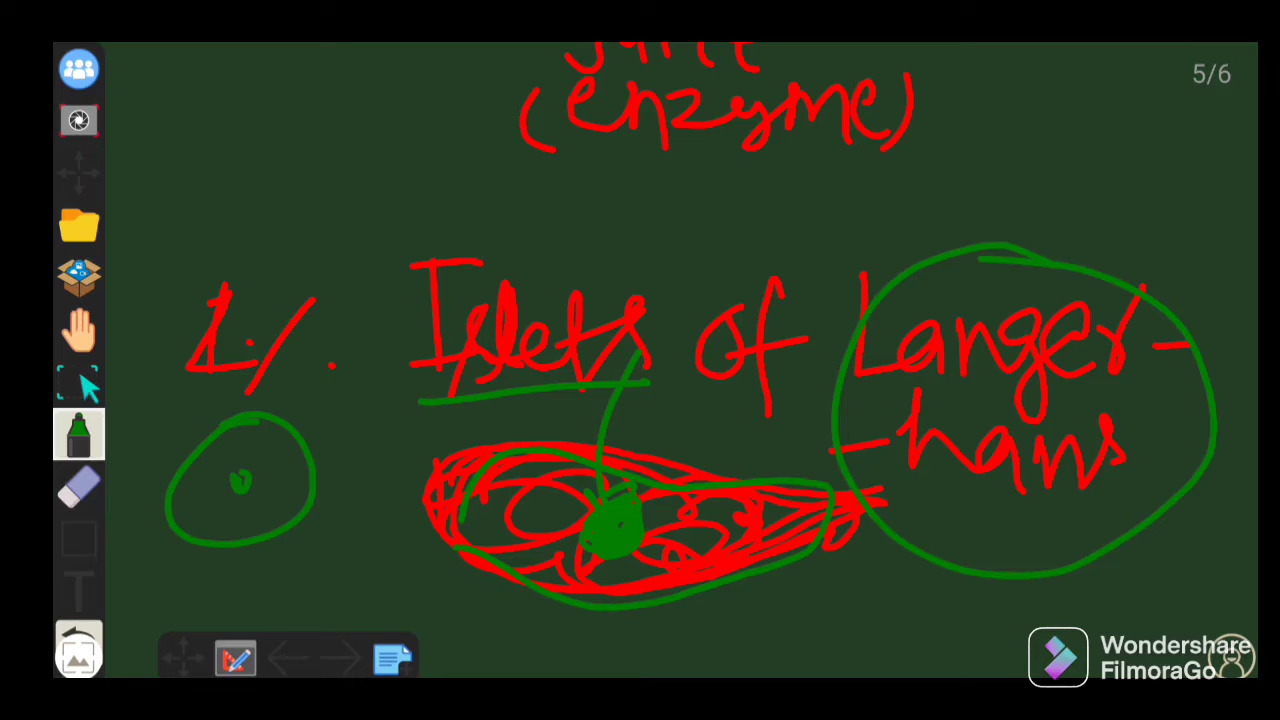 5/6
(enzyme)
1/. Islets of Langer-
-hans
T
Wondershare
FilmoraGo